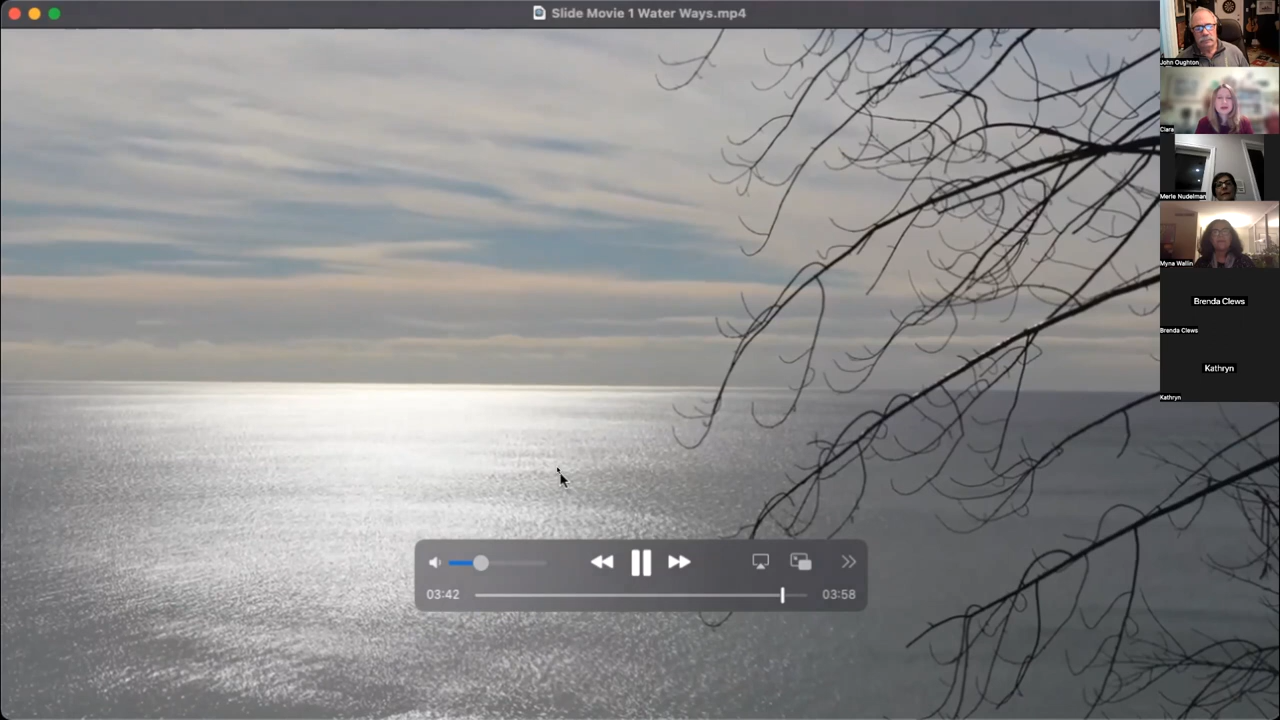 Slide Movie 1 Water Ways.mp4
03:42
03:58
John Oughton
Clara
Merle Nudelman
Myna Wallin
Brenda Clews
Brenda Clews
Kathryn
Kathryn